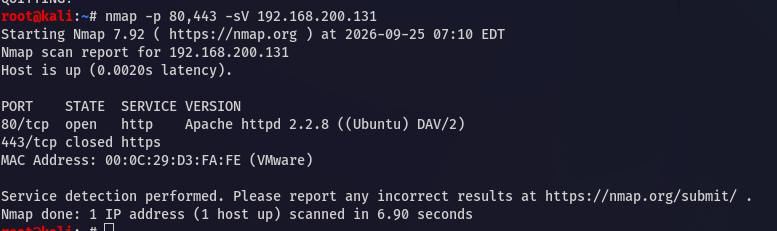 QUITTING!
root@kali:~# nmap -p 80,443 -sV 192.168.200.131
Starting Nmap 7.92 ( https://nmap.org ) at 2026-09-25 07:10 EDT
Nmap scan report for 192.168.200.131
Host is up (0.0020s latency).

PORT    STATE  SERVICE VERSION
80/tcp  open   http    Apache httpd 2.2.8 ((Ubuntu) DAV/2)
443/tcp closed https
MAC Address: 00:0C:29:D3:FA:FE (VMware)

Service detection performed. Please report any incorrect results at https://nmap.org/submit/ .
Nmap done: 1 IP address (1 host up) scanned in 6.90 seconds
root@kali:~#